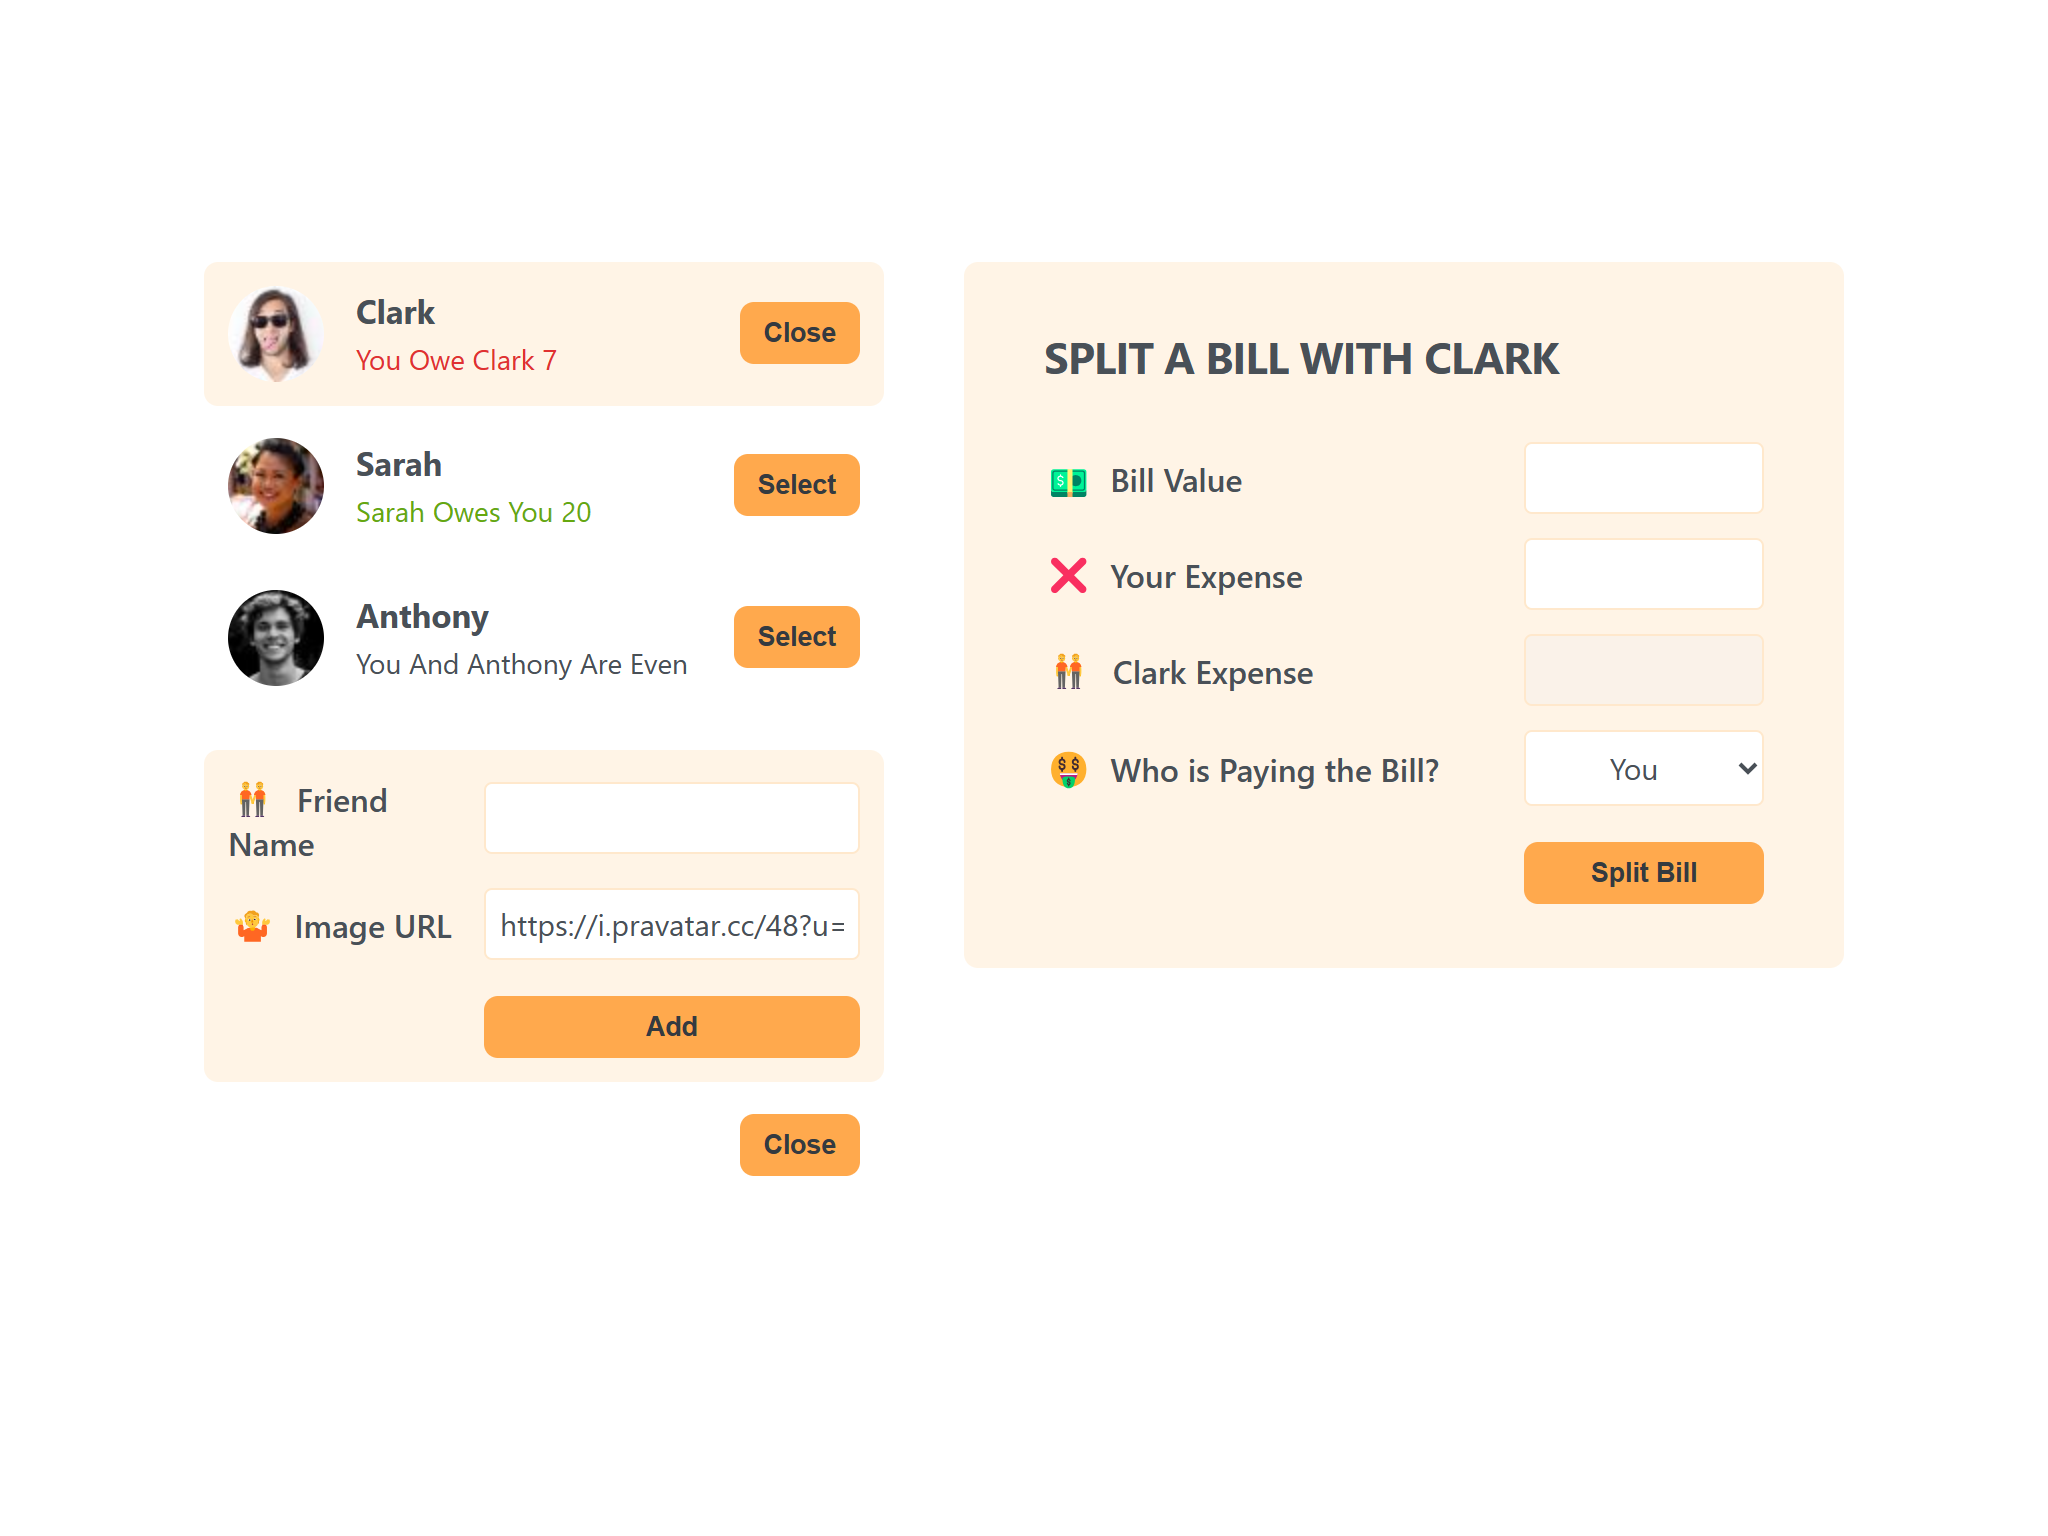 Clark
You Owe Clark 7
Close
Sarah
Sarah Owes You 20
Select
Anthony
You And Anthony Are Even
Select
Friend
Name
Image URL
https://i.pravatar.cc/48?u=
Add
Close
SPLIT A BILL WITH CLARK
Bill Value
Your Expense
Clark Expense
Who is Paying the Bill?
You
Split Bill